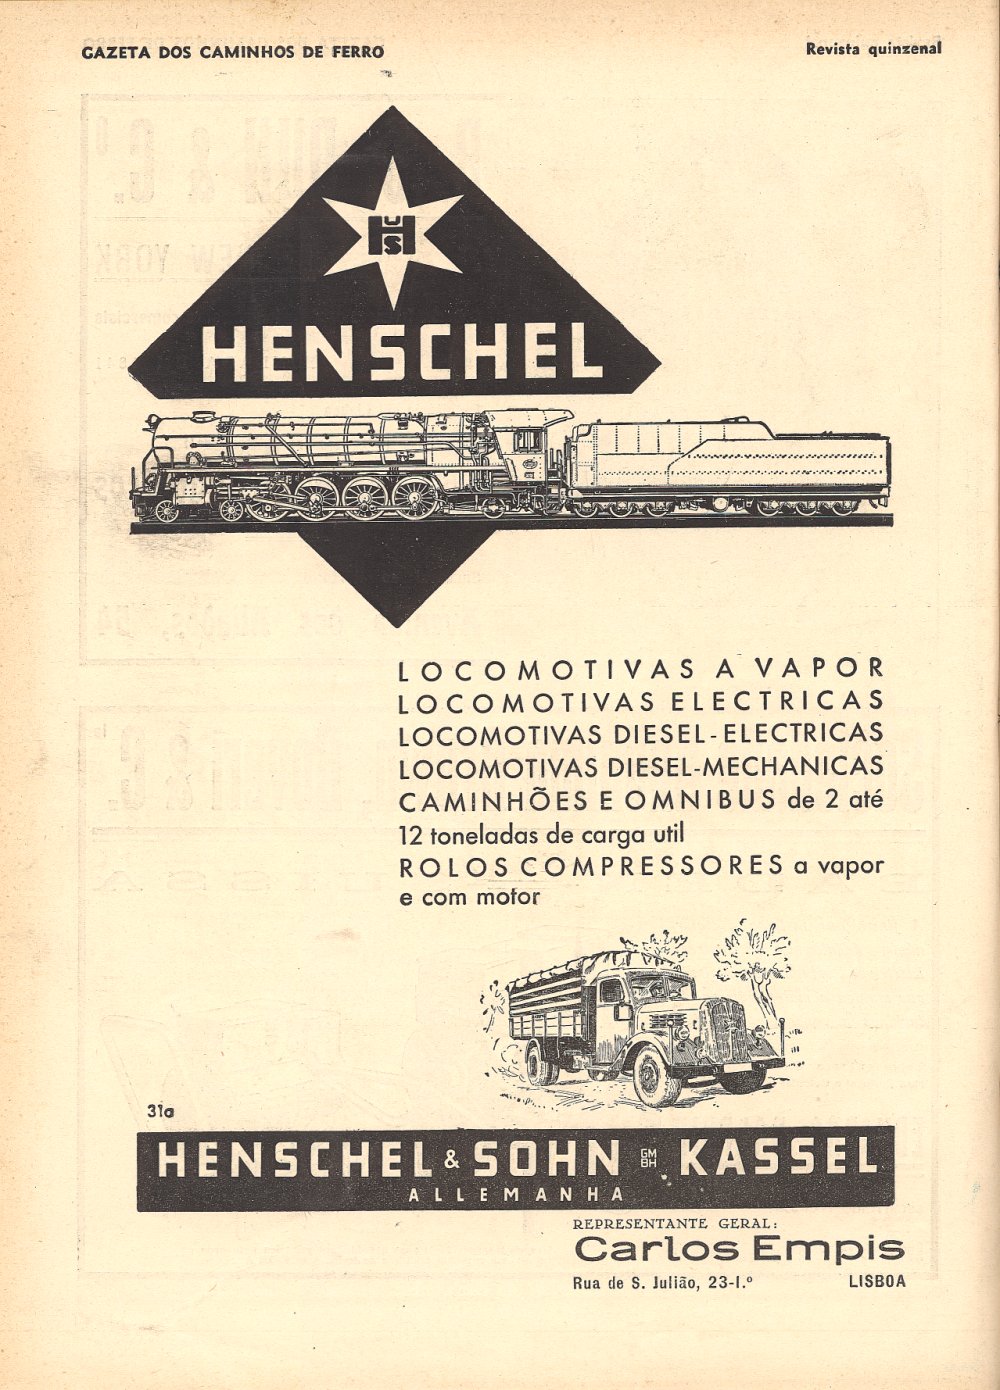 GAZETA DOS CAMINHOS DE FERRO
Revista quinzenal
HUS
HENSCHEL
LOCOMOTIVAS A VAPOR
LOCOMOTIVAS ELECTRICAS
LOCOMOTIVAS DIESEL-ELECTRICAS
LOCOMOTIVAS DIESEL-MECHANICAS
CAMINHÕES E OMNIBUS de 2 até
12 toneladas de carga util
ROLOS COMPRESSORES a vapor
e com motor
31a
HENSCHEL & SOHN GMBH KASSEL
ALLEMANHA
REPRESENTANTE GERAL:
Carlos Empis
Rua de S. Julião, 23-1.º LISBOA